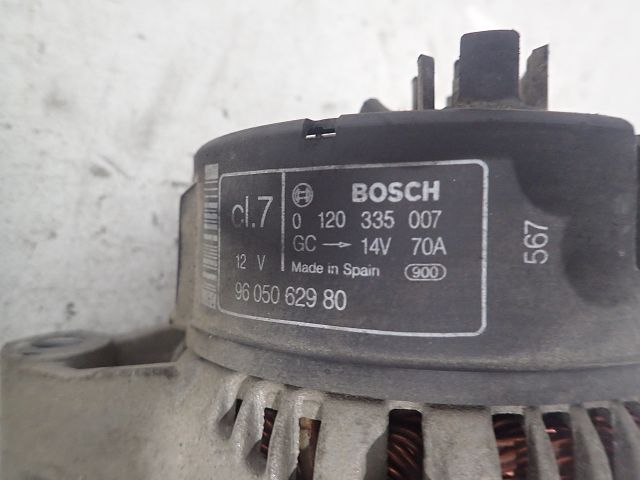 BOSCH
cl.7
0 120 335 007
GC → 14V 70A
12 V
Made in Spain 900
96 050 629 80
567